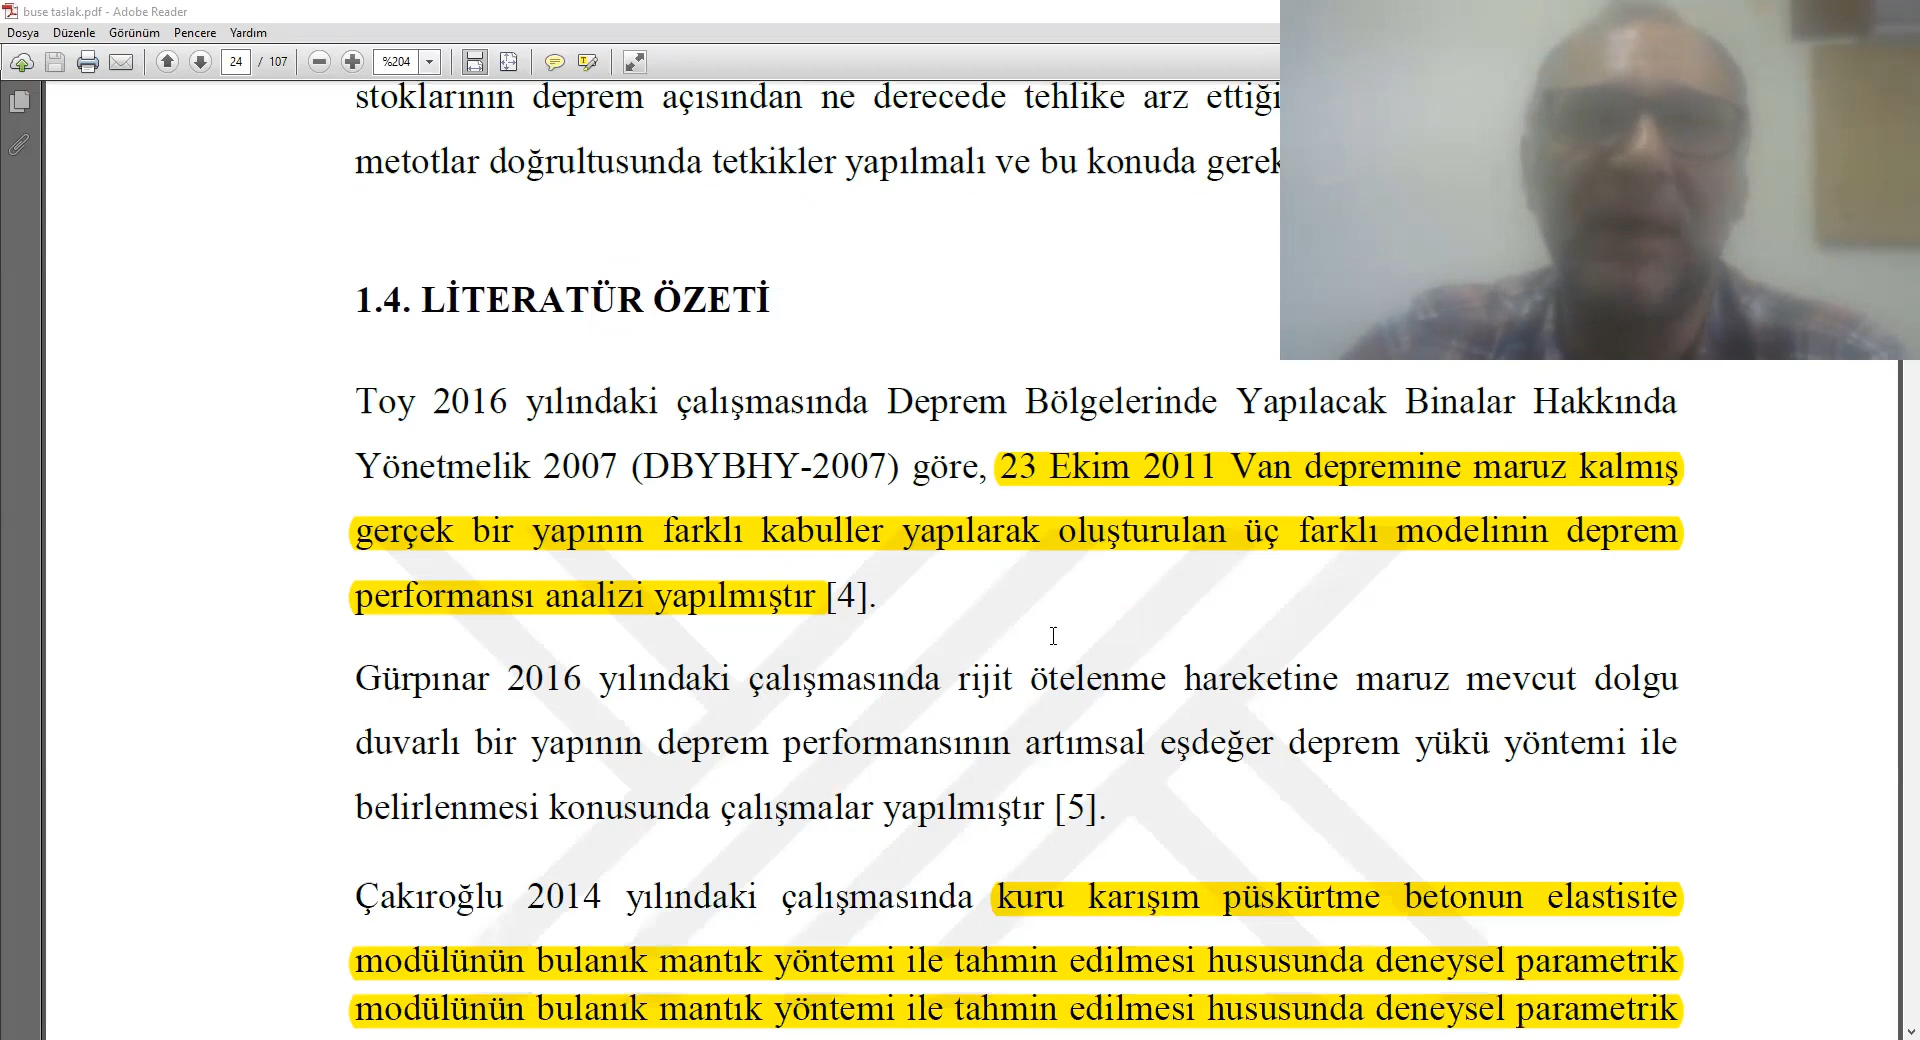 buse taslak.pdf - Adobe Reader
Dosya Düzenle Görünüm Pencere Yardım
24 / 107 %204
stoklarının deprem açısından ne derecede tehlike arz ettiği
metotlar doğrultusunda tetkikler yapılmalı ve bu konuda gerek
1.4. LİTERATÜR ÖZETİ
Toy 2016 yılındaki çalışmasında Deprem Bölgelerinde Yapılacak Binalar Hakkında
Yönetmelik 2007 (DBYBHY-2007) göre, 23 Ekim 2011 Van depremine maruz kalmış
gerçek bir yapının farklı kabuller yapılarak oluşturulan üç farklı modelinin deprem
performansı analizi yapılmıştır [4].
Gürpınar 2016 yılındaki çalışmasında rijit ötelenme hareketine maruz mevcut dolgu
duvarlı bir yapının deprem performansının artımsal eşdeğer deprem yükü yöntemi ile
belirlenmesi konusunda çalışmalar yapılmıştır [5].
Çakıroğlu 2014 yılındaki çalışmasında kuru karışım püskürtme betonun elastisite
modülünün bulanık mantık yöntemi ile tahmin edilmesi hususunda deneysel parametrik
modülünün bulanık mantık yöntemi ile tahmin edilmesi hususunda deneysel parametrik